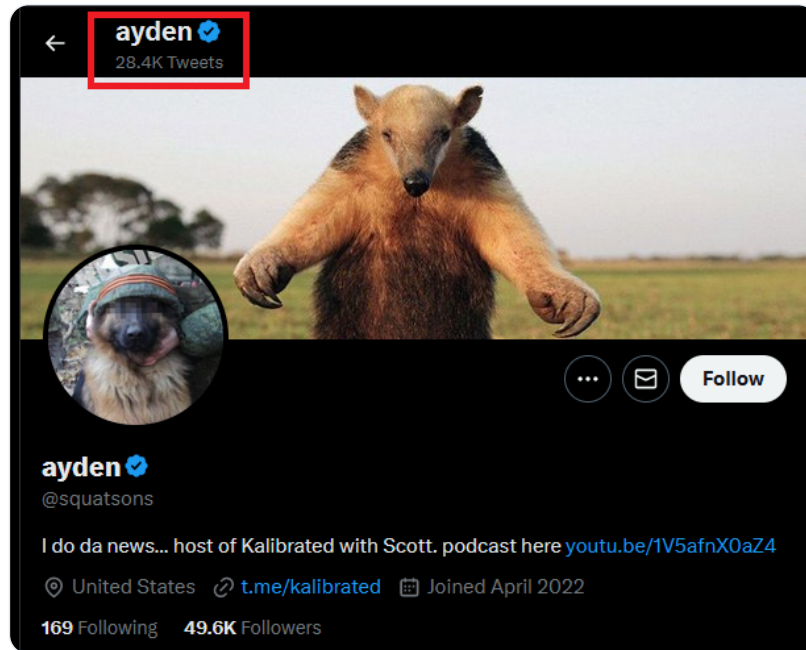 ayden
28.4K Tweets
Follow
ayden
@squatsons
I do da news... host of Kalibrated with Scott. podcast here youtu.be/1V5afnX0aZ4
United States t.me/kalibrated Joined April 2022
169 Following 49.6K Followers